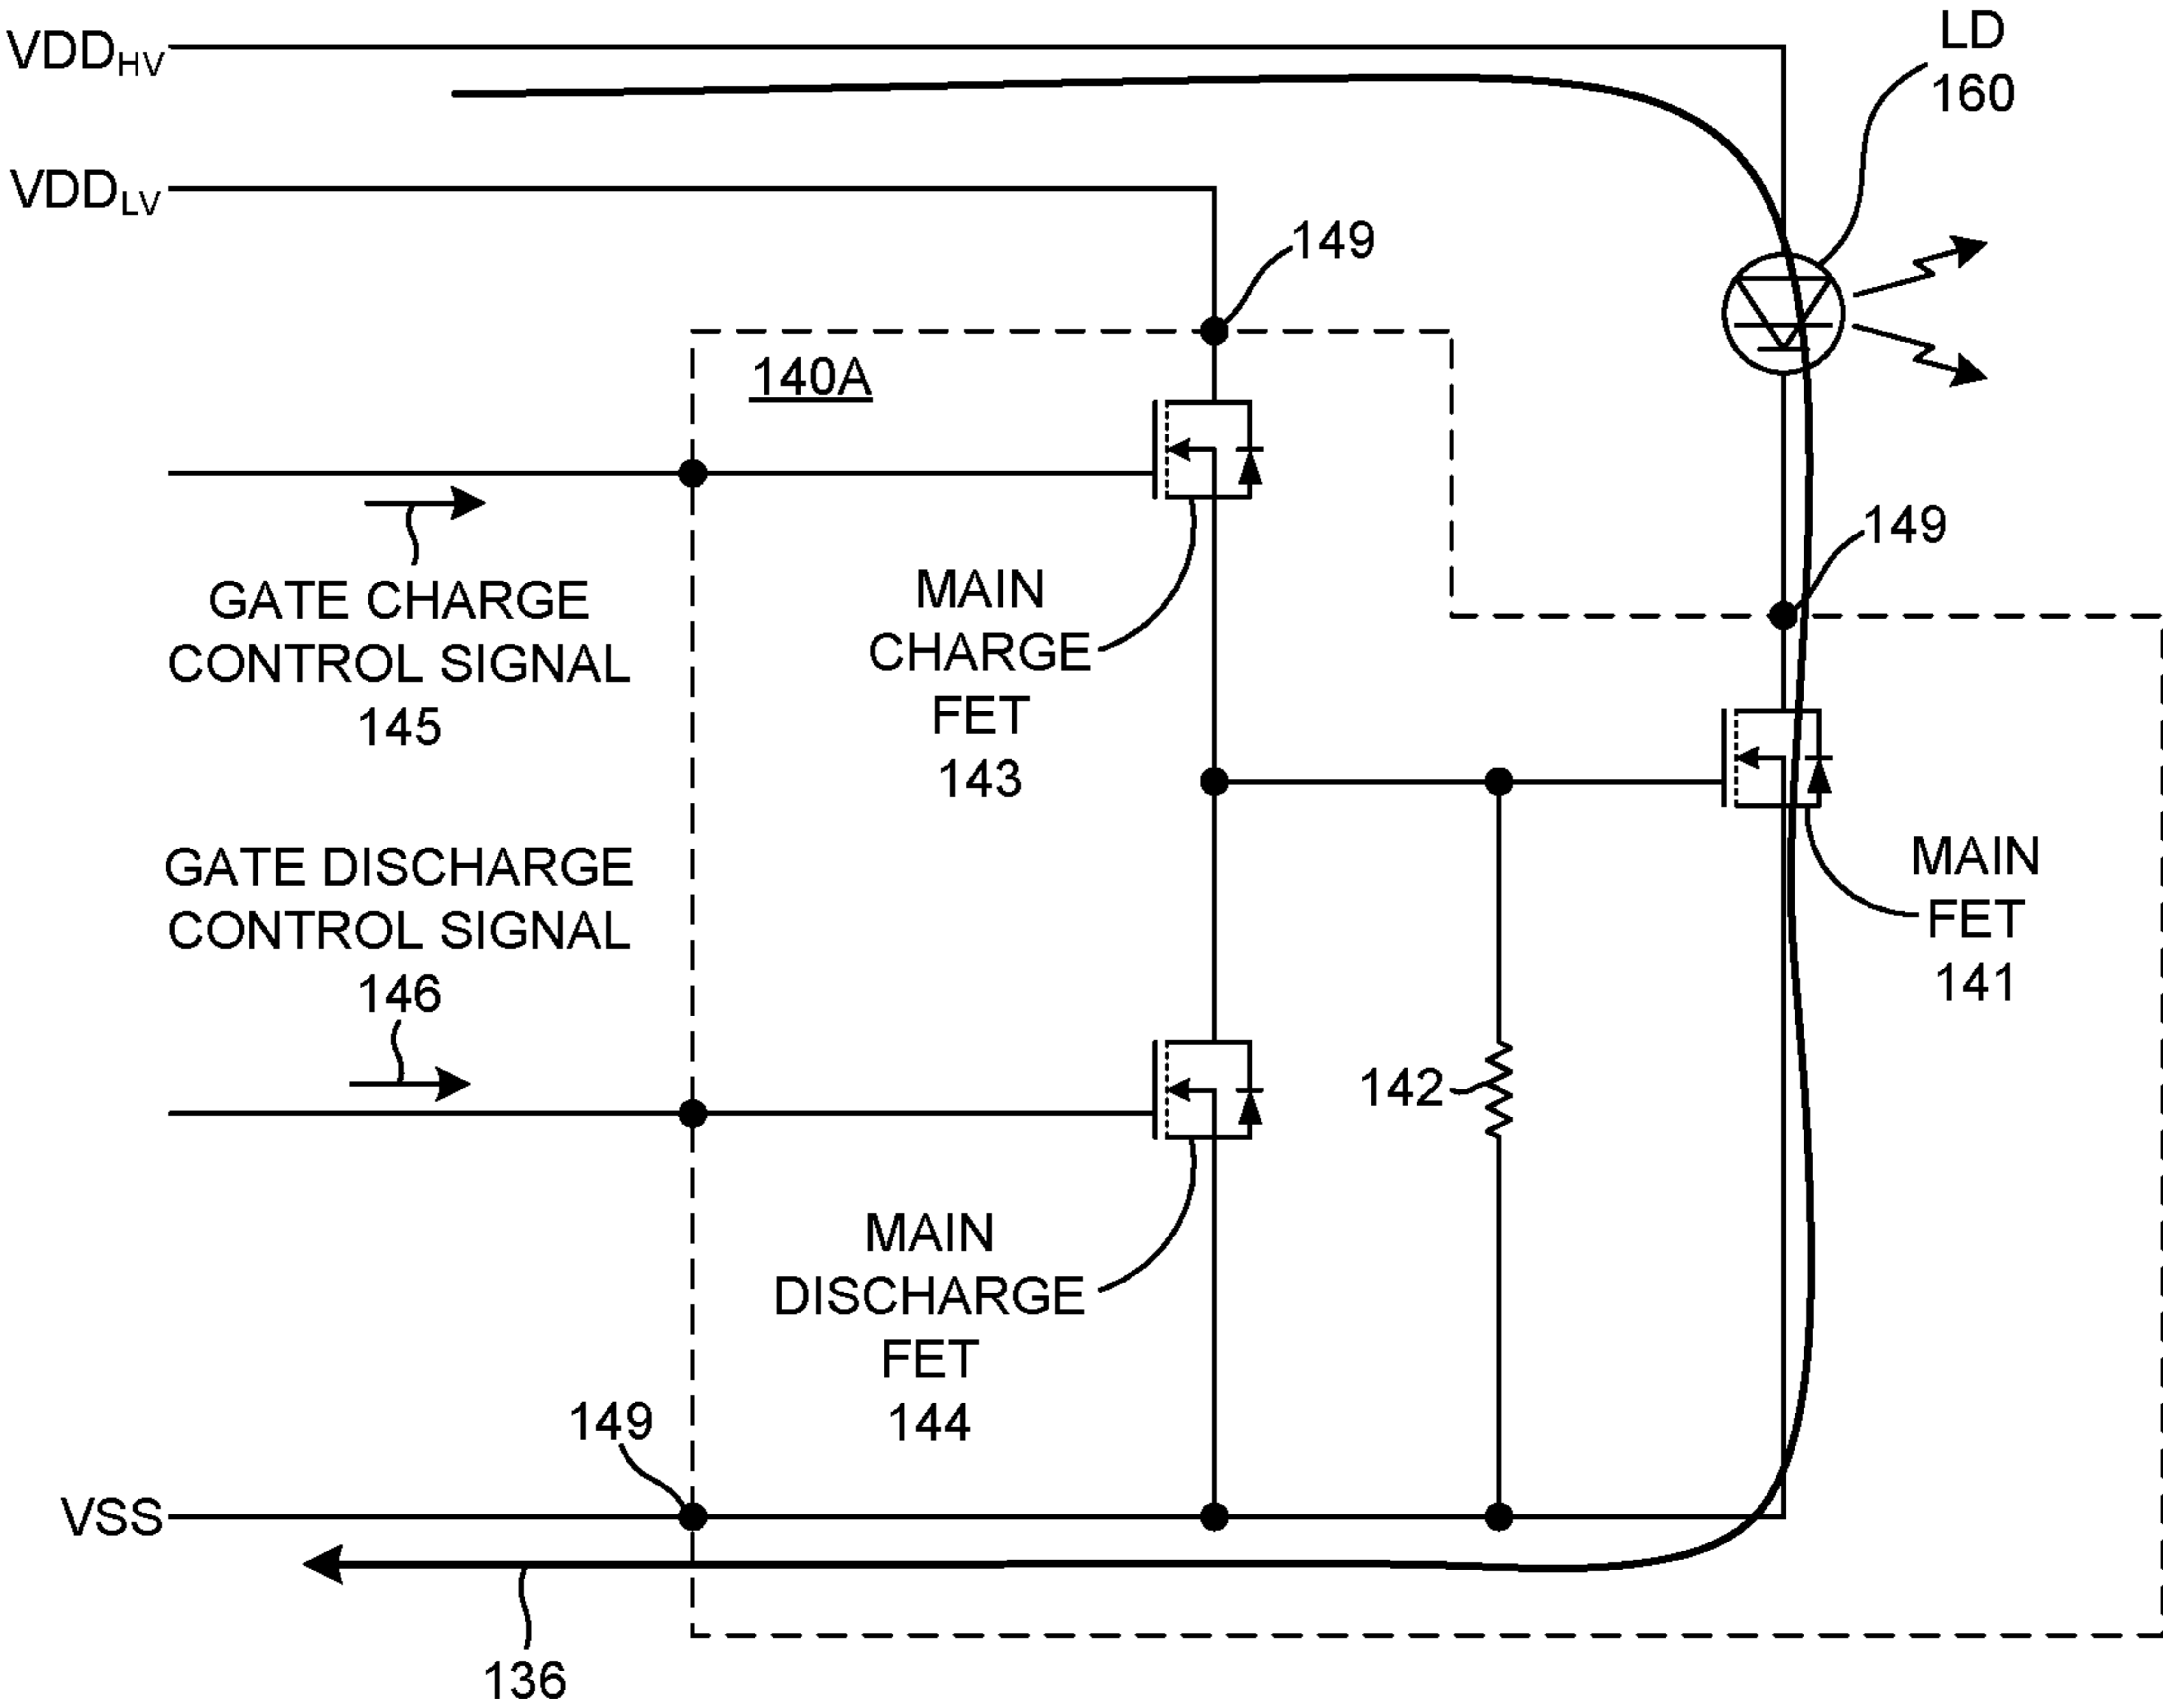 VDDHV
LD
160
VDDLV
149
140A
149
GATE CHARGE
CONTROL SIGNAL
145
MAIN
CHARGE
FET
143
GATE DISCHARGE
CONTROL SIGNAL
146
MAIN
FET
141
142
MAIN
DISCHARGE
FET
144
149
VSS
136